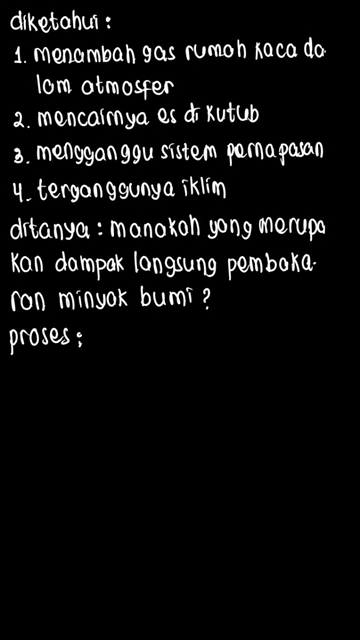 diketahui :
1. menambah gas rumah kaca da
lam atmosfer
2. mencairnya es di kutub
3. mengganggu sistem pernapasan
4. terganggunya iklim
ditanya : manakah yang merupa
kan dampak langsung pembaka-
ran minyak bumi ?
proses ;